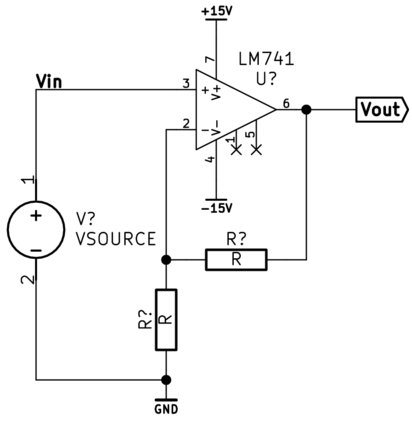 +15V
LM741
U?
7
V+
Vin
3
+
6
Vout
2
-
V-
1
5
4
-15V
1
+
V?
VSOURCE
-
2
R?
R
R?
R
GND